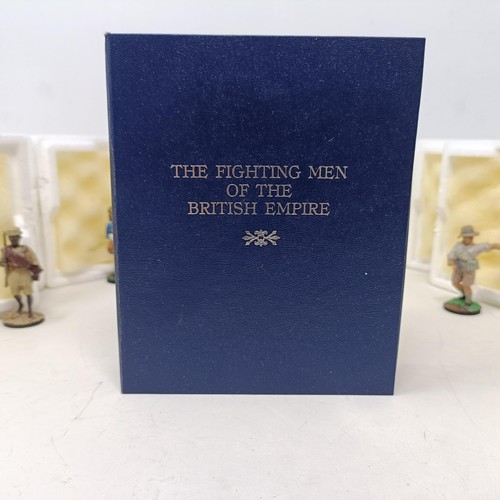 THE FIGHTING MEN
OF THE
BRITISH EMPIRE